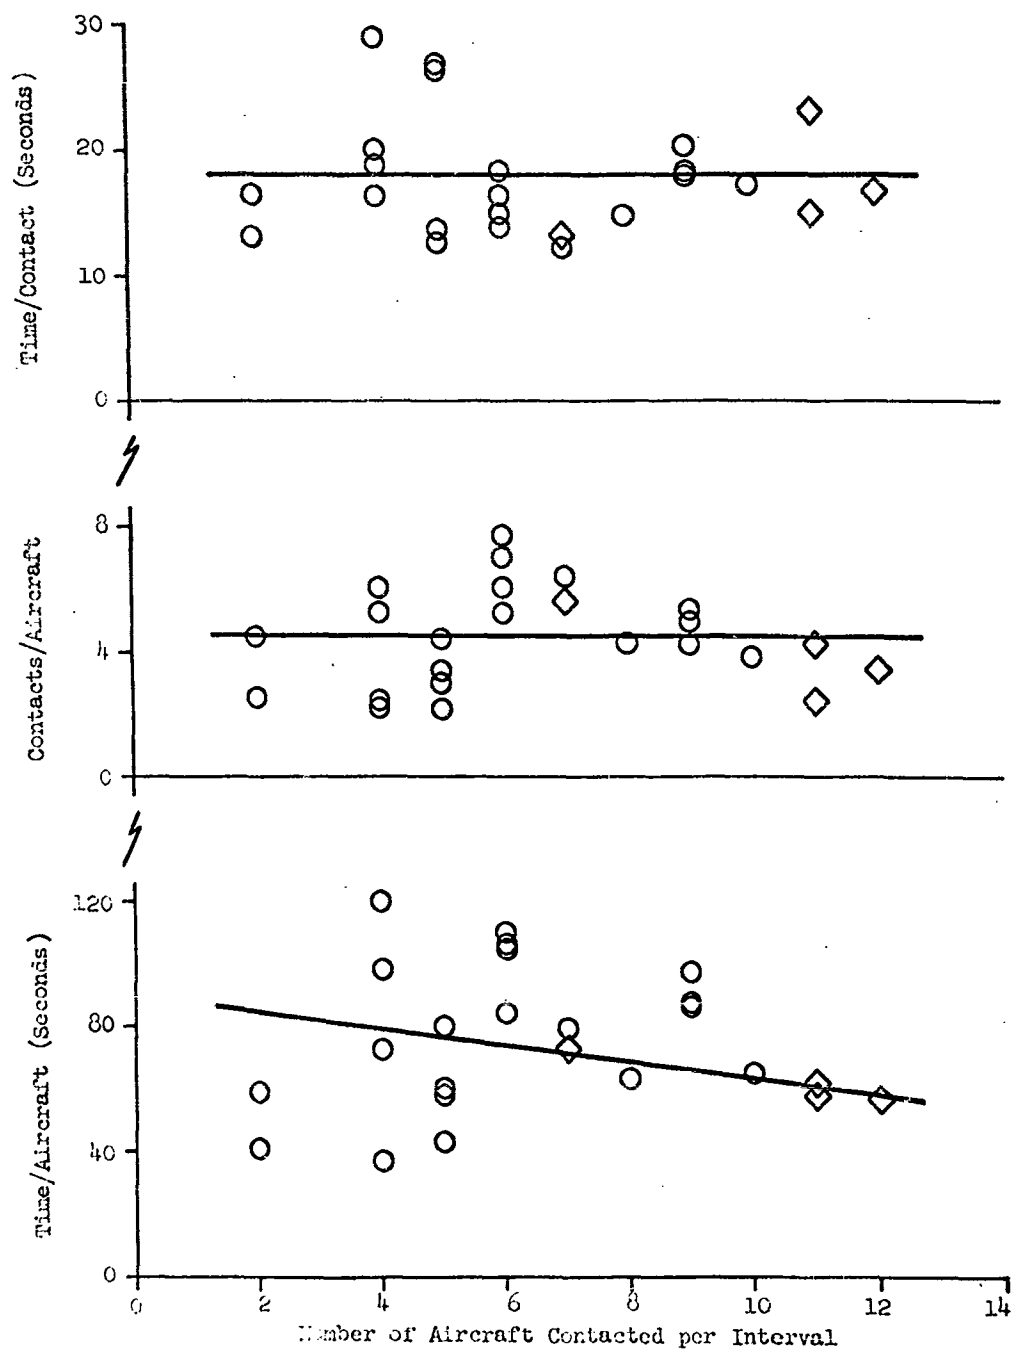 30
20
10
0
Time/Contact (Seconds)
8
4
0
Contacts/Aircraft
120
80
40
0
Time/Aircraft (Seconds)
0 2 4 6 8 10 12 14
Number of Aircraft Contacted per Interval